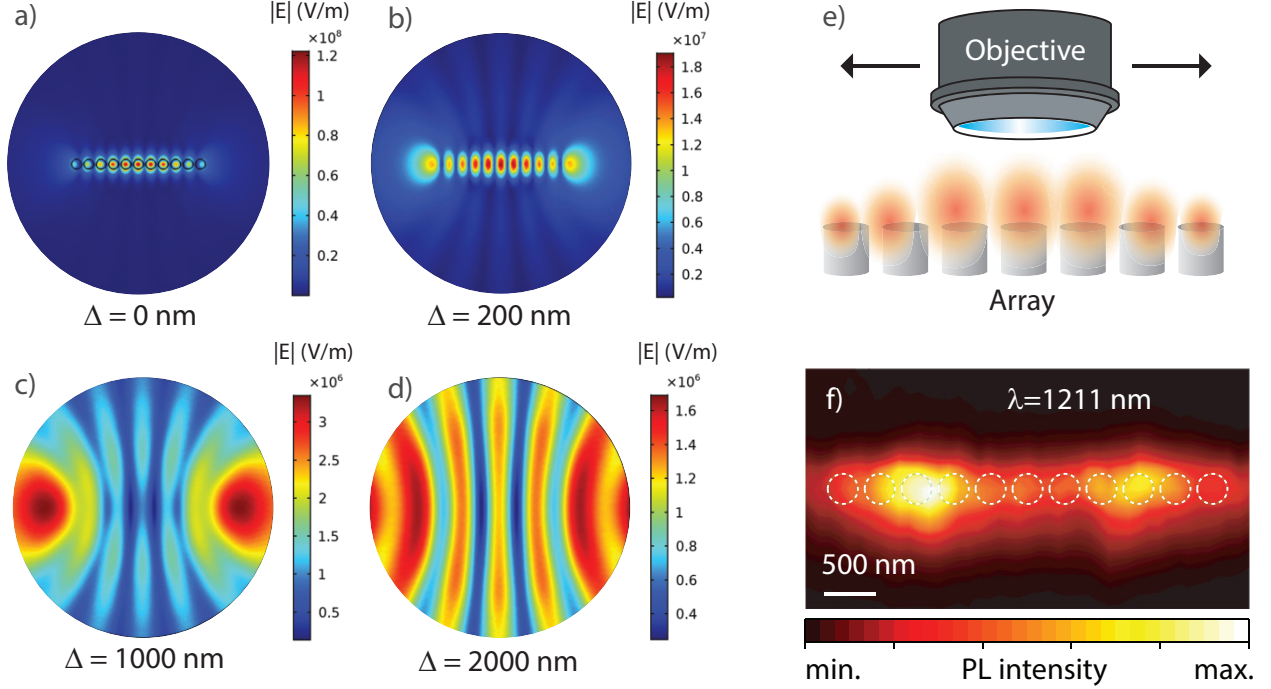 a)
|E| (V/m)
×10⁸
1.2
1
0.8
0.6
0.4
0.2
Δ = 0 nm
b)
|E| (V/m)
×10⁷
1.8
1.6
1.4
1.2
1
0.8
0.6
0.4
0.2
Δ = 200 nm
c)
|E| (V/m)
×10⁶
3
2.5
2
1.5
1
0.5
Δ = 1000 nm
d)
|E| (V/m)
×10⁶
1.6
1.4
1.2
1
0.8
0.6
0.4
Δ = 2000 nm
e)
Objective
Array
f)
λ=1211 nm
500 nm
min. PL intensity max.